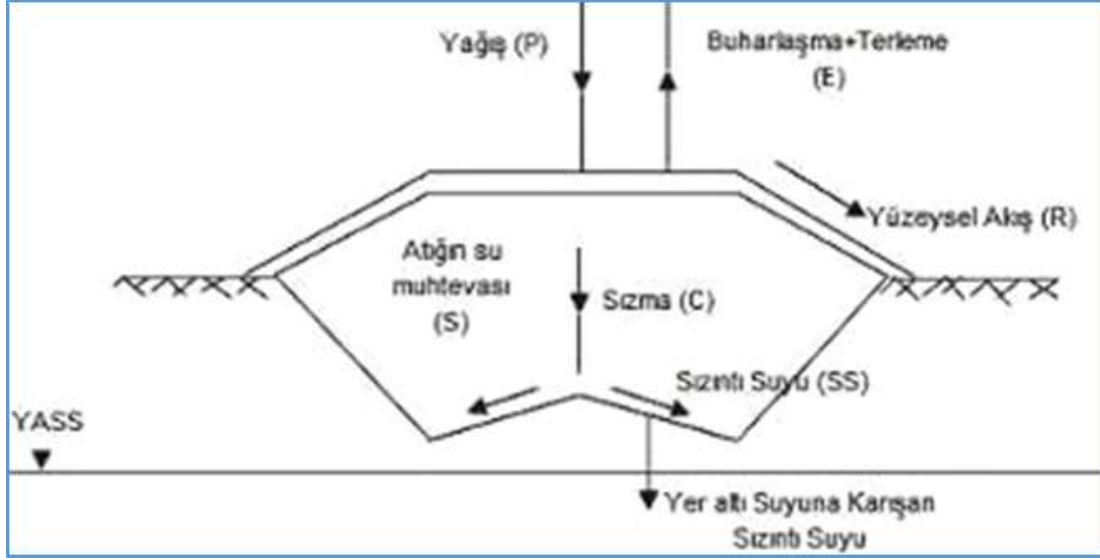 Yağış (P)
Buharlaşma+Terleme
(E)
Yüzeysel Akış (R)
Atığın su
muhtevası
(S)
Sızma (C)
Sızıntı Suyu (SS)
YASS
Yer altı Suyuna Karışan
Sızıntı Suyu